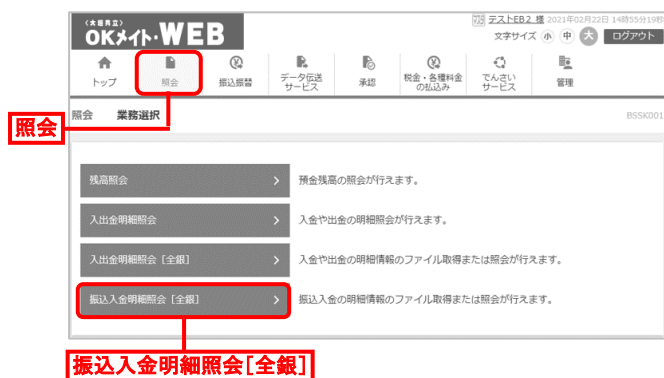 (大垣共立)
OKメイト・WEB
テストEB2 様 2021年02月22日 14時55分19秒
文字サイズ 小 中 大 ログアウト
トップ
照会
振込振替
データ伝送
サービス
承認
税金・各種料金
の払込み
でんさい
サービス
管理
照会 業務選択 BSSK001
照会
残高照会 預金残高の照会が行えます。
入出金明細照会 入金や出金の明細照会が行えます。
入出金明細照会［全銀］ 入金や出金の明細情報のファイル取得または照会が行えます。
振込入金明細照会［全銀］ 振込入金の明細情報のファイル取得または照会が行えます。
振込入金明細照会［全銀］